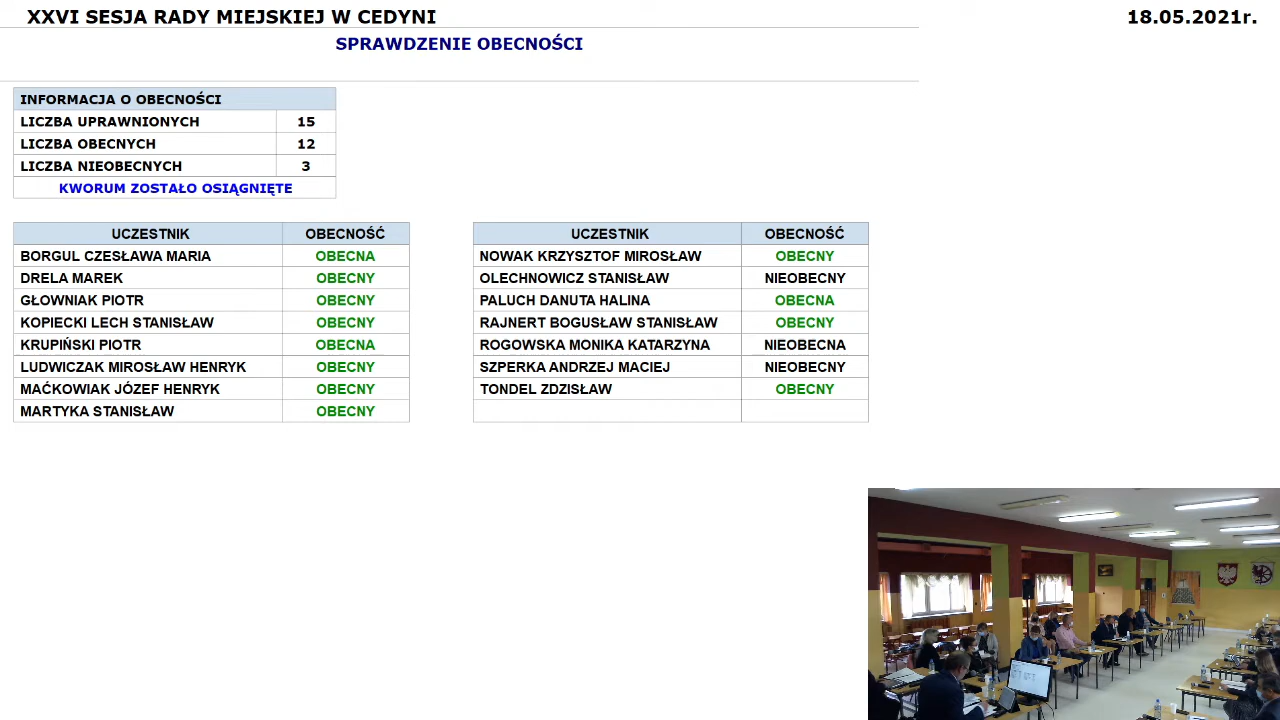 XXVI SESJA RADY MIEJSKIEJ W CEDYNI 18.05.2021r.
SPRAWDZENIE OBECNOŚCI
INFORMACJA O OBECNOŚCI
LICZBA UPRAWNIONYCH 15
LICZBA OBECNYCH 12
LICZBA NIEOBECNYCH 3
KWORUM ZOSTAŁO OSIĄGNIĘTE
UCZESTNIK OBECNOŚĆ
BORGUL CZESŁAWA MARIA OBECNA
DRELA MAREK OBECNY
GŁOWNIAK PIOTR OBECNY
KOPIECKI LECH STANISŁAW OBECNY
KRUPIŃSKI PIOTR OBECNA
LUDWICZAK MIROSŁAW HENRYK OBECNY
MAĆKOWIAK JÓZEF HENRYK OBECNY
MARTYKA STANISŁAW OBECNY
UCZESTNIK OBECNOŚĆ
NOWAK KRZYSZTOF MIROSŁAW OBECNY
OLECHNOWICZ STANISŁAW NIEOBECNY
PALUCH DANUTA HALINA OBECNA
RAJNERT BOGUSŁAW STANISŁAW OBECNY
ROGOWSKA MONIKA KATARZYNA NIEOBECNA
SZPERKA ANDRZEJ MACIEJ NIEOBECNY
TONDEL ZDZISŁAW OBECNY